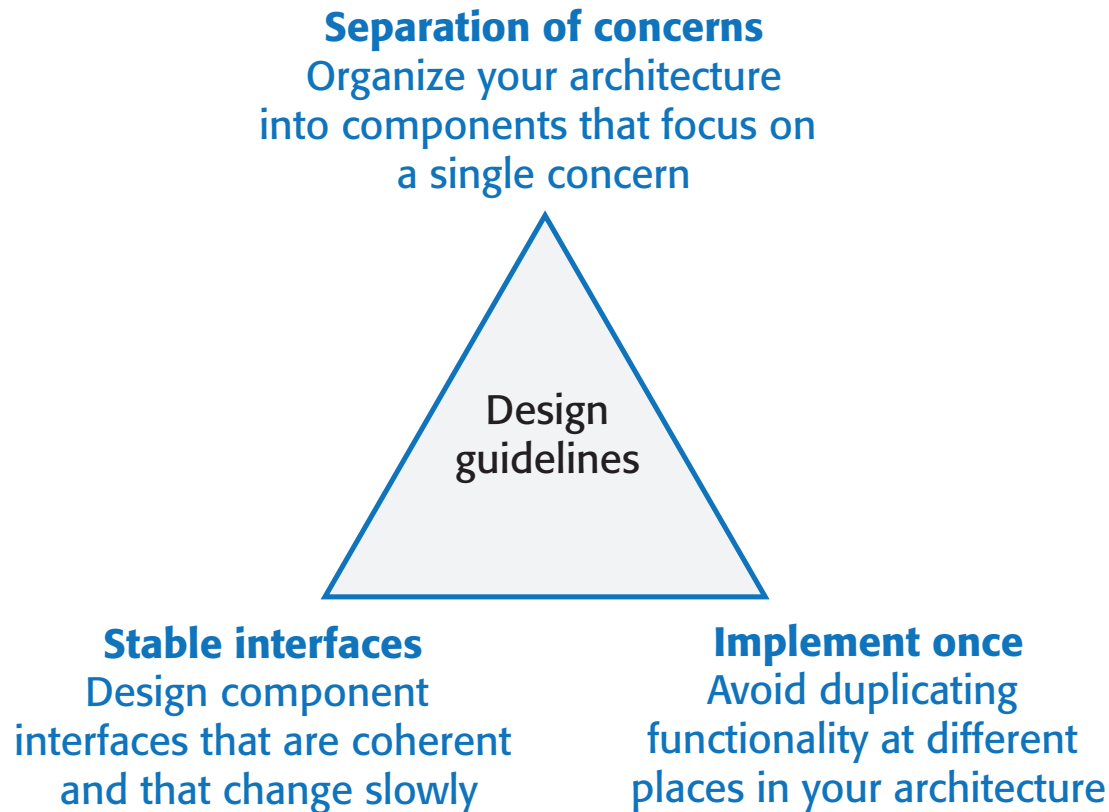 Separation of concerns
Organize your architecture
into components that focus on
a single concern
Design
guidelines
Stable interfaces
Design component
interfaces that are coherent
and that change slowly
Implement once
Avoid duplicating
functionality at different
places in your architecture